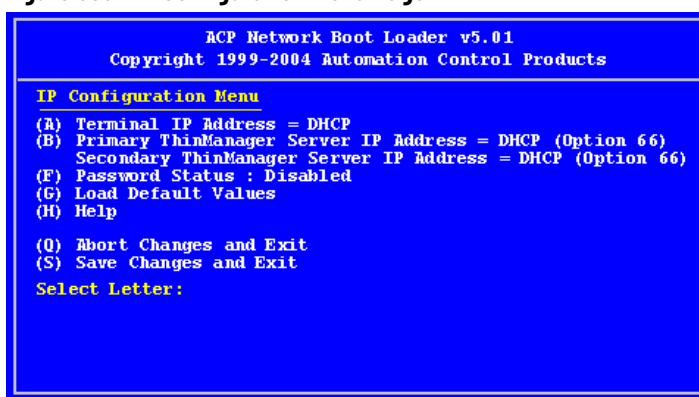 ACP Network Boot Loader v5.01
Copyright 1999-2004 Automation Control Products
IP Configuration Menu
(A) Terminal IP Address = DHCP
(B) Primary ThinManager Server IP Address = DHCP (Option 66)
Secondary ThinManager Server IP Address = DHCP (Option 66)
(F) Password Status : Disabled
(G) Load Default Values
(H) Help
(Q) Abort Changes and Exit
(S) Save Changes and Exit
Select Letter: